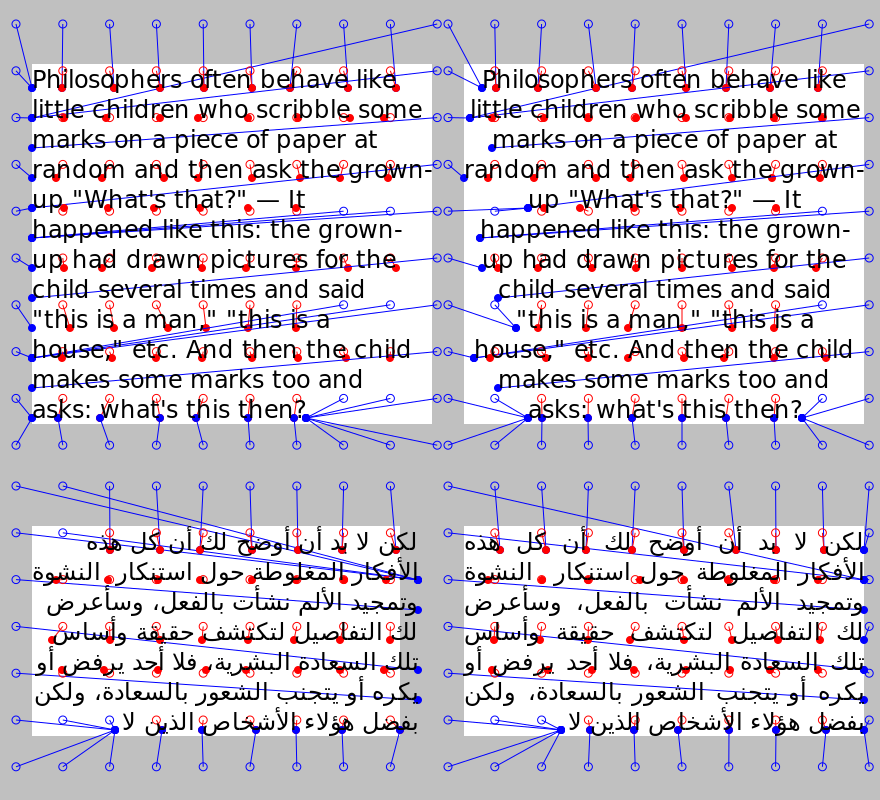 Philosophers often behave like
little children who scribble some
marks on a piece of paper at
random and then ask the grown-
up "What's that?" — It
happened like this: the grown-
up had drawn pictures for the
child several times and said
"this is a man," "this is a
house," etc. And then the child
makes some marks too and
asks: what's this then?
Philosophers often behave like
little children who scribble some
marks on a piece of paper at
random and then ask the grown-
up "What's that?" — It
happened like this: the grown-
up had drawn pictures for the
child several times and said
"this is a man," "this is a
house," etc. And then the child
makes some marks too and
asks: what's this then?
لكن لا بد أن أوضح لك أن كل هذه
الأفكار المغلوطة حول استنكار النشوة
وتمجيد الألم نشأت بالفعل، وسأعرض
لك التفاصيل لتكتشف حقيقة وأساس
تلك السعادة البشرية، فلا أحد يرفض أو
يكره أو يتجنب الشعور بالسعادة، ولكن
بفضل هؤلاء الأشخاص الذين لا
لكن لا بد أن أوضح لك أن كل هذه
الأفكار المغلوطة حول استنكار النشوة
وتمجيد الألم نشأت بالفعل، وسأعرض
لك التفاصيل لتكتشف حقيقة وأساس
تلك السعادة البشرية، فلا أحد يرفض أو
يكره أو يتجنب الشعور بالسعادة، ولكن
بفضل هؤلاء الأشخاص الذين لا